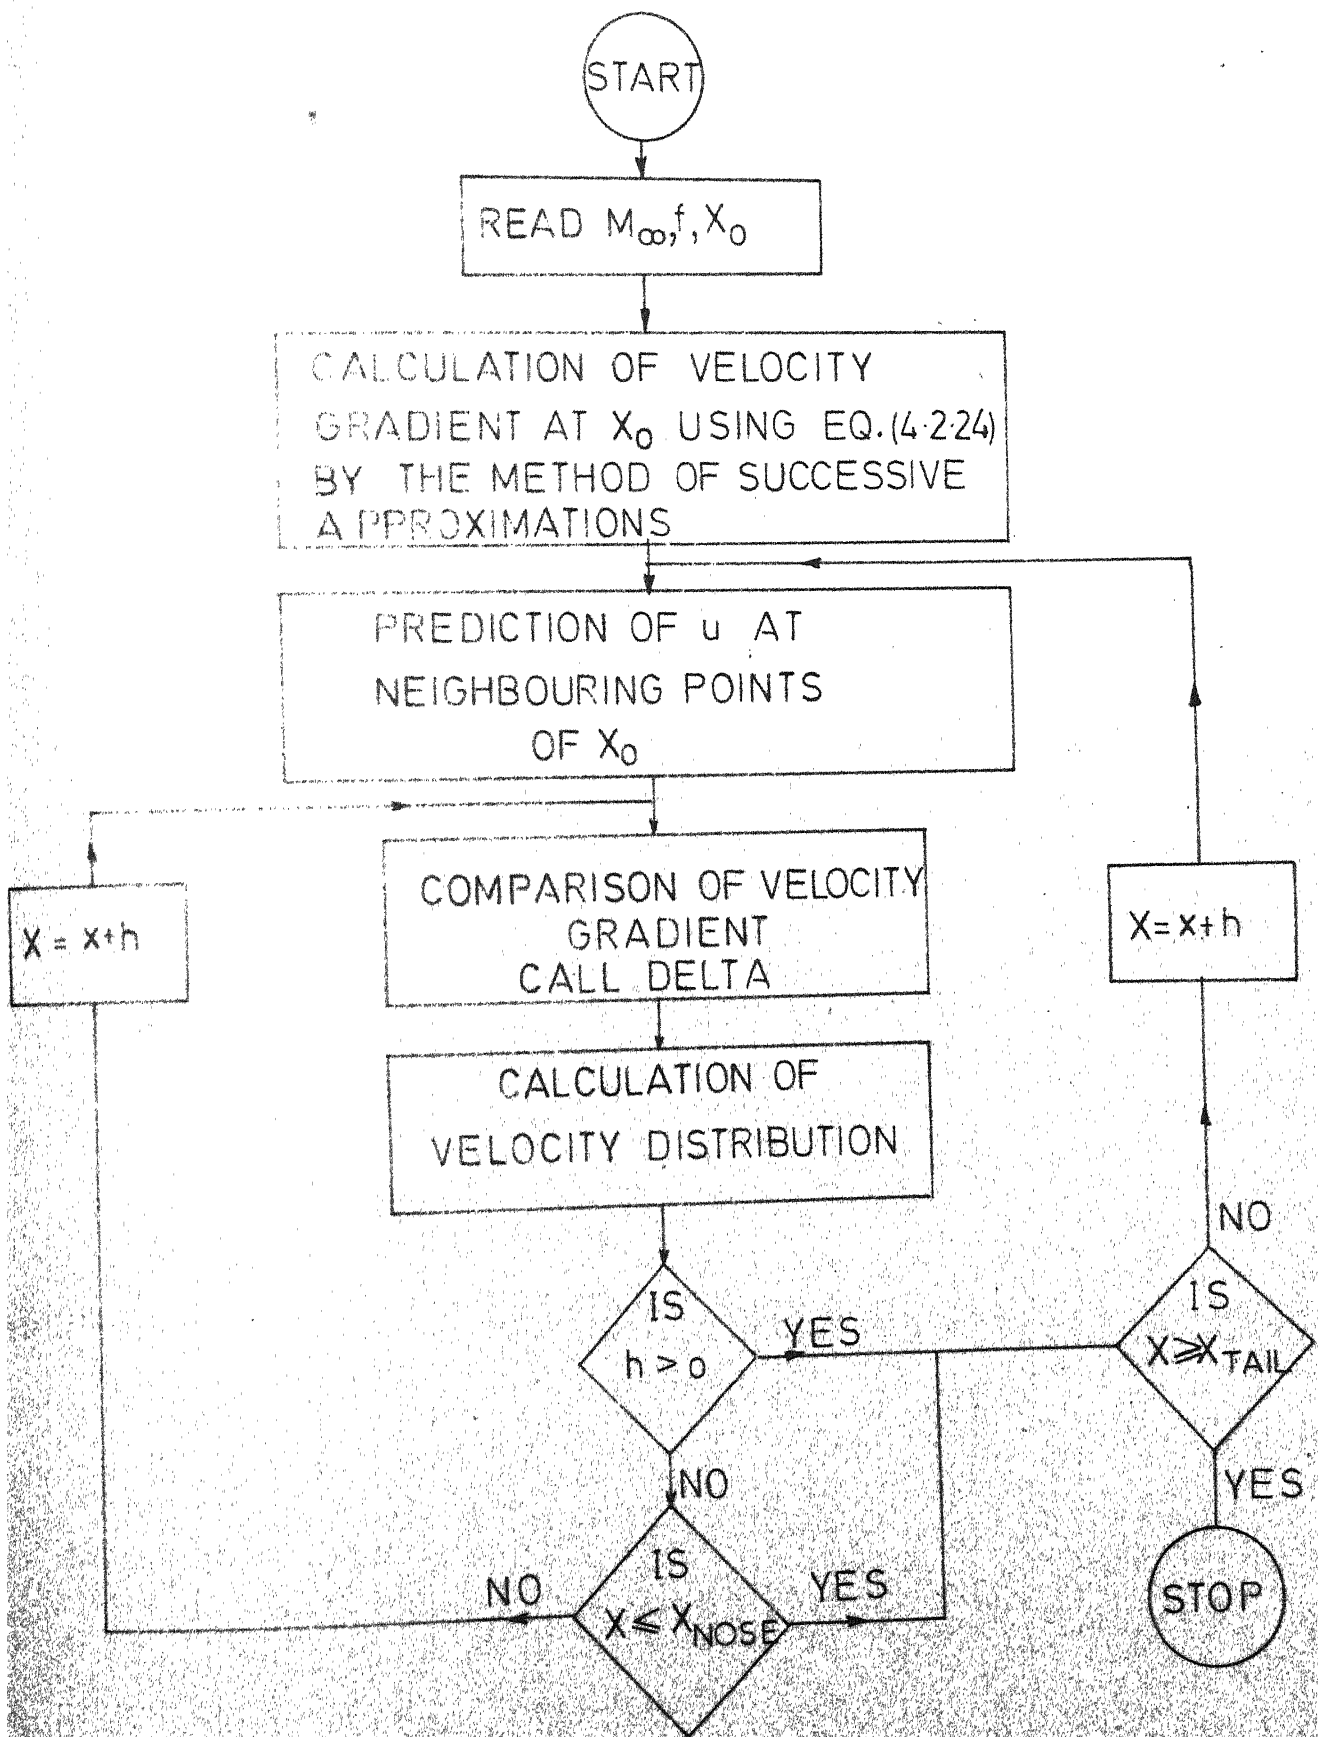 START
READ M∞,f,X₀
CALCULATION OF VELOCITY
GRADIENT AT X₀ USING EQ.(4·2·24)
BY THE METHOD OF SUCCESSIVE
APPROXIMATIONS
PREDICTION OF u AT
NEIGHBOURING POINTS
OF X₀
COMPARISON OF VELOCITY
GRADIENT
CALL DELTA
X = x+h
X = x+h
CALCULATION OF
VELOCITY DISTRIBUTION
IS
h > o
YES
NO
IS
X ⩾ X_TAIL
NO
YES
IS
X ⩽ X_NOSE
NO
YES
STOP